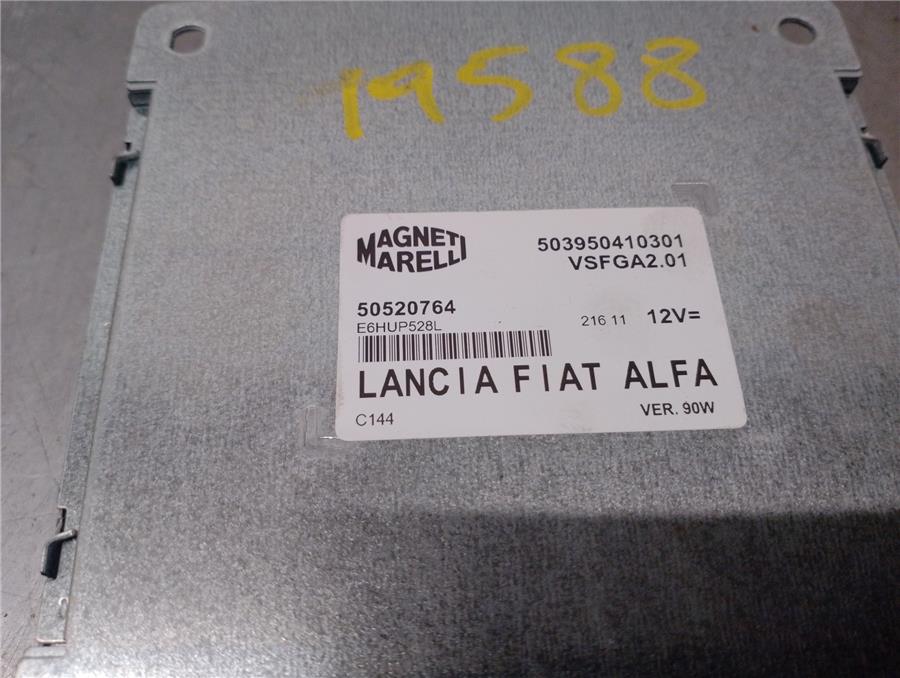 19588
MAGNETI
MARELLI
503950410301
VSFGA2.01
50520764
E6HUP528L
216 11 12V=
LANCIA FIAT ALFA
C144
VER. 90W